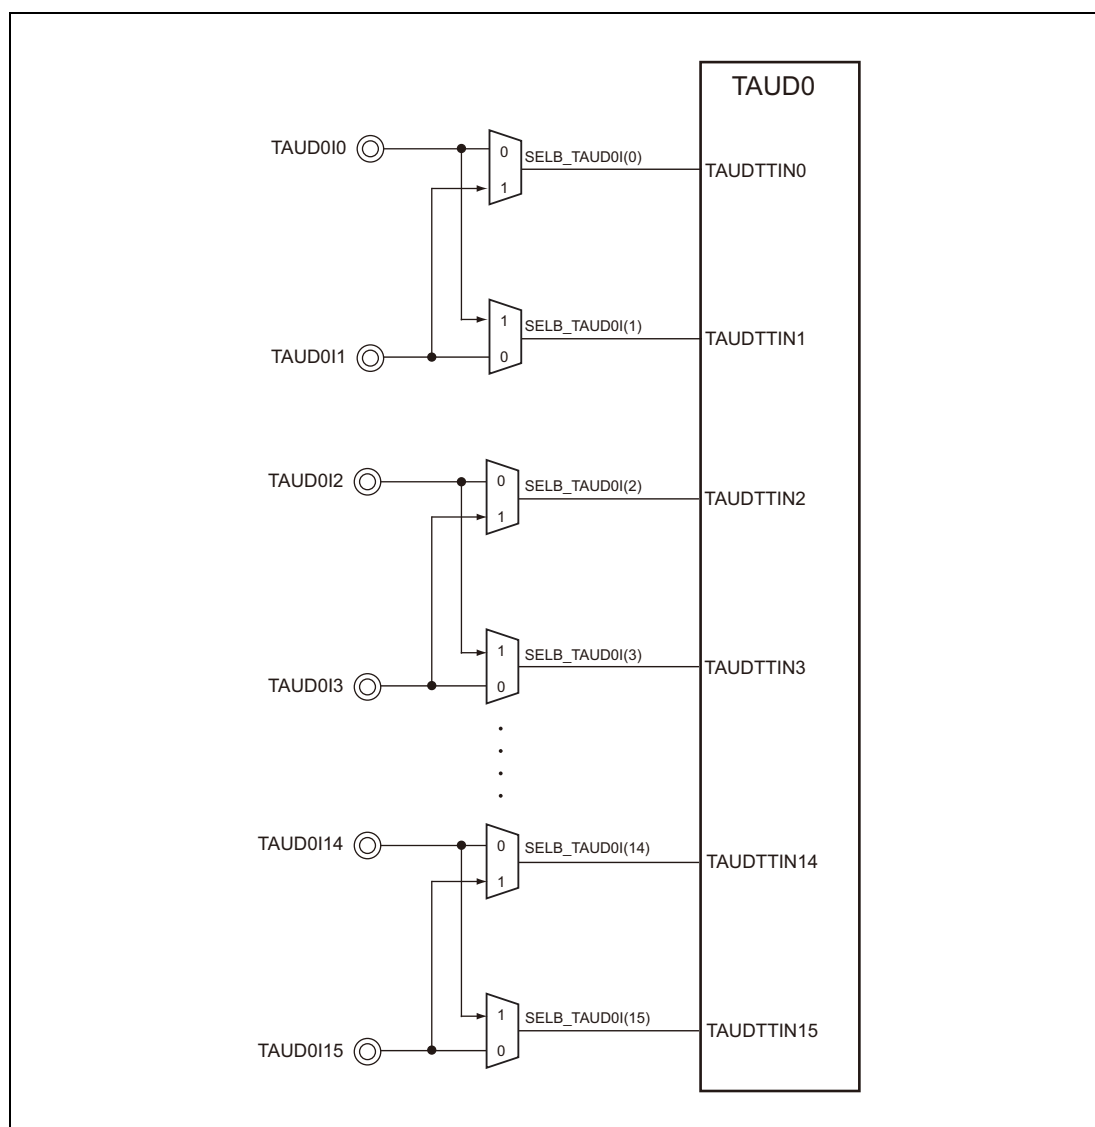 TAUD0
TAUD0I0
0
SELB_TAUD0I(0)
TAUDTTIN0
1
1
SELB_TAUD0I(1)
TAUDTTIN1
TAUD0I1
0
TAUD0I2
0
SELB_TAUD0I(2)
TAUDTTIN2
1
1
SELB_TAUD0I(3)
TAUDTTIN3
TAUD0I3
0
TAUD0I14
0
SELB_TAUD0I(14)
TAUDTTIN14
1
1
SELB_TAUD0I(15)
TAUDTTIN15
TAUD0I15
0